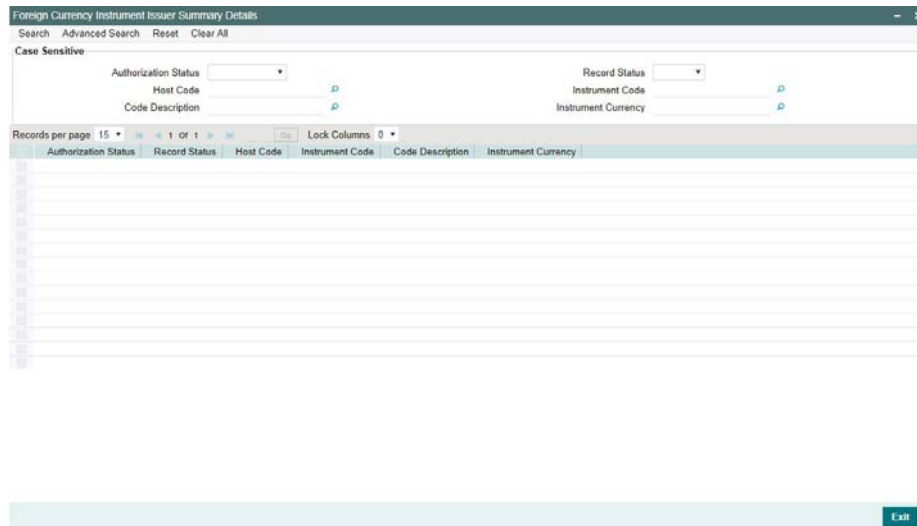 Foreign Currency Instrument Issuer Summary Details
Search Advanced Search Reset Clear All
Case Sensitive
Authorization Status Record Status
Host Code Instrument Code
Code Description Instrument Currency
Records per page 15 1 Of 1 Go Lock Columns 0
Authorization Status Record Status Host Code Instrument Code Code Description Instrument Currency
Exit